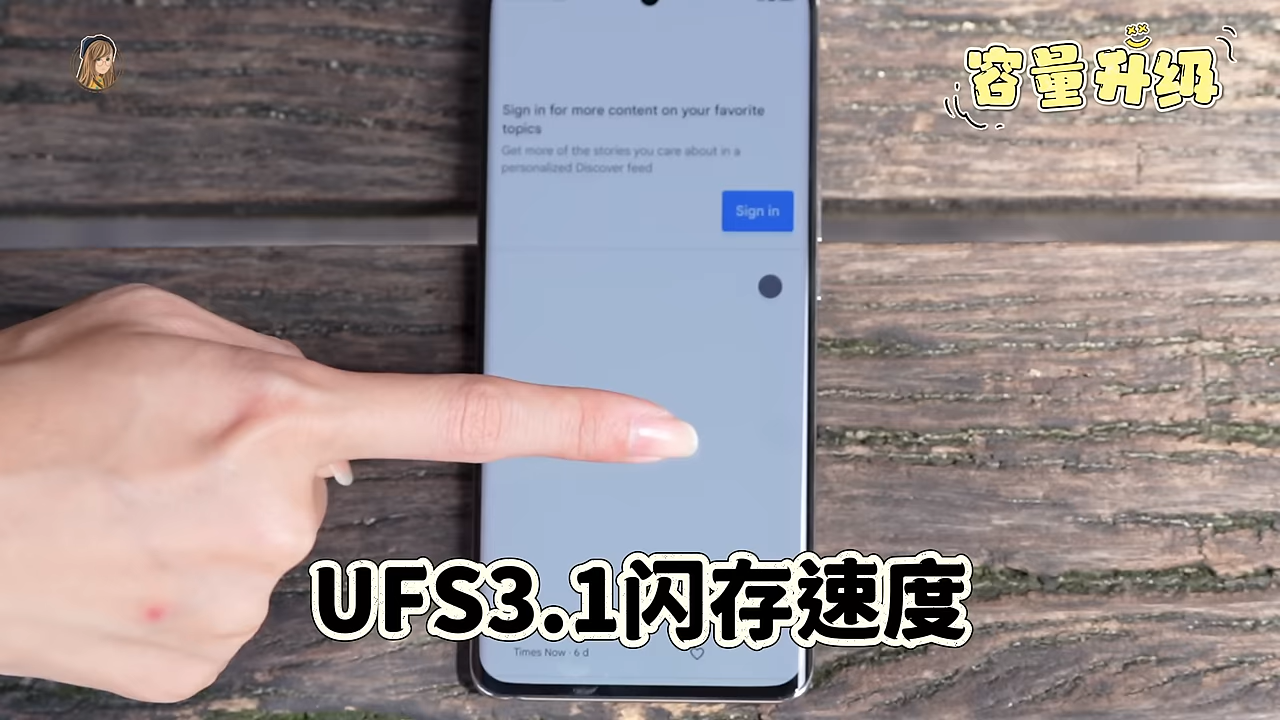 容量升级
Sign in for more content on your favorite
topics
Get more of the stories you care about in a
personalized Discover feed
Sign in
UFS3.1闪存速度
Times Now · 6 d